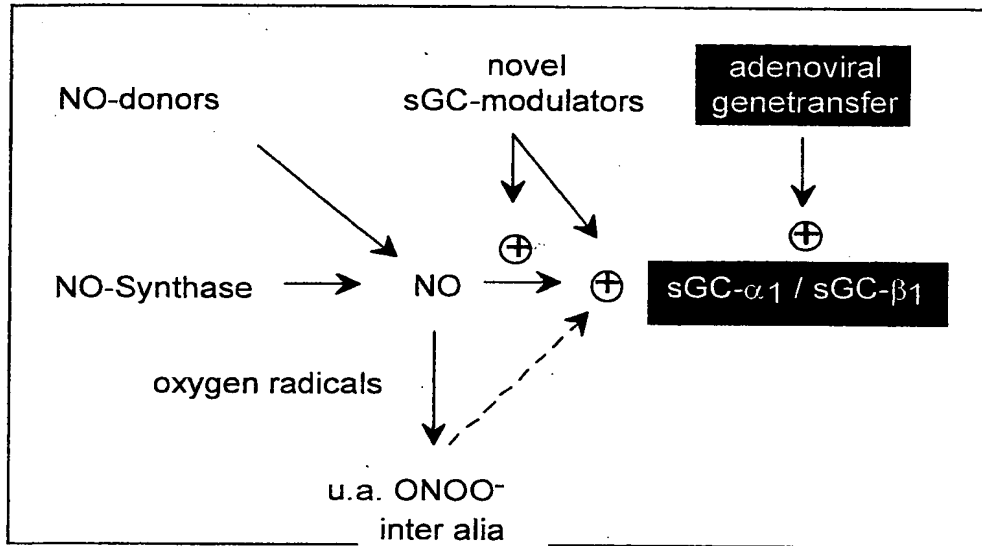 novel
sGC-modulators
adenoviral
genetransfer
NO-donors
NO-Synthase
NO
sGC-α1 / sGC-β1
oxygen radicals
u.a. ONOO-
inter alia